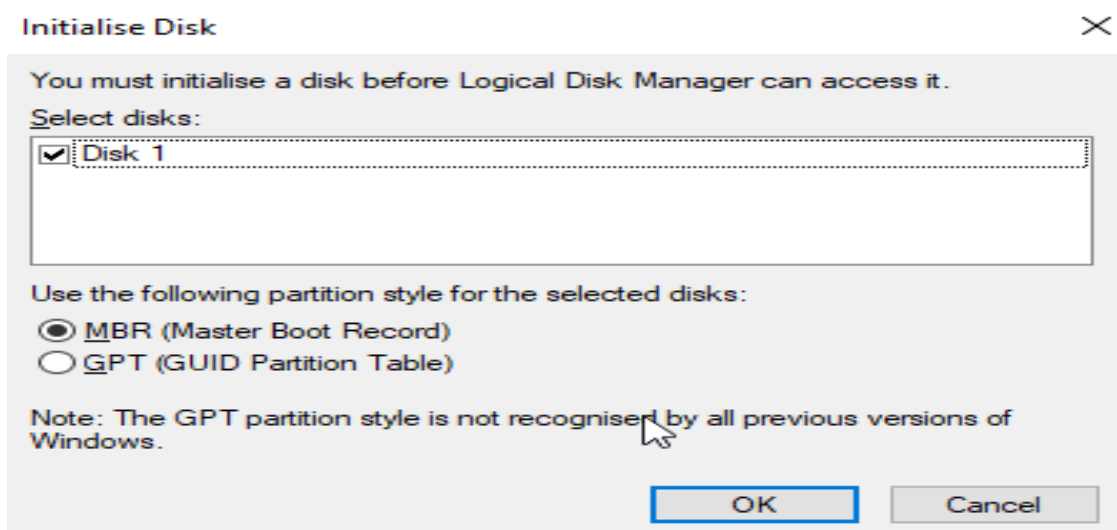 Initialise Disk
You must initialise a disk before Logical Disk Manager can access it.
Select disks:
Disk 1
Use the following partition style for the selected disks:
MBR (Master Boot Record)
GPT (GUID Partition Table)
Note: The GPT partition style is not recognised by all previous versions of
Windows.
OK Cancel